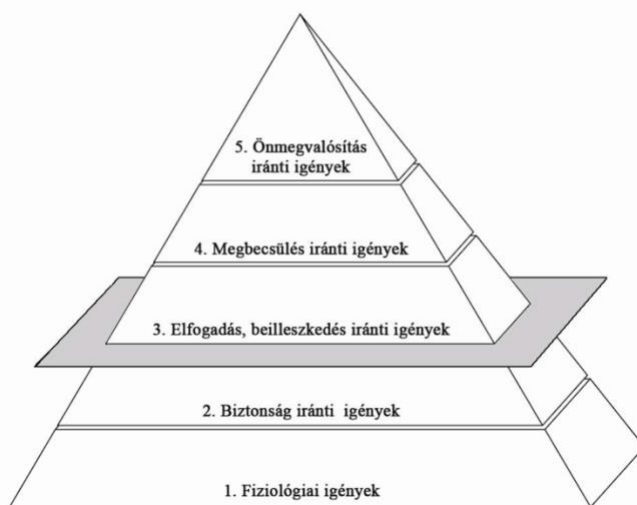 5. Önmegvalósítás
iránti igények
4. Megbecsülés iránti igények
3. Elfogadás, beilleszkedés iránti igények
2. Biztonság iránti igények
1. Fiziológiai igények